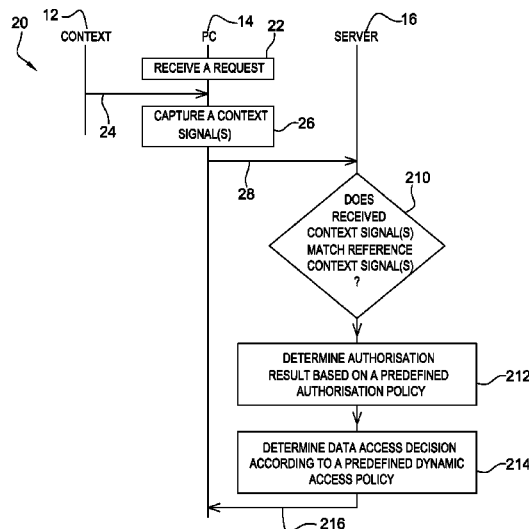 20
12
CONTEXT
14
PC
22
16
SERVER
RECEIVE A REQUEST
24
CAPTURE A CONTEXT
SIGNAL(S)
26
28
210
DOES
RECEIVED
CONTEXT SIGNAL(S)
MATCH REFERENCE
CONTEXT SIGNAL(S)
?
DETERMINE AUTHORISATION
RESULT BASED ON A PREDEFINED
AUTHORISATION POLICY
212
DETERMINE DATA ACCESS DECISION
ACCORDING TO A PREDEFINED DYNAMIC
ACCESS POLICY
214
216